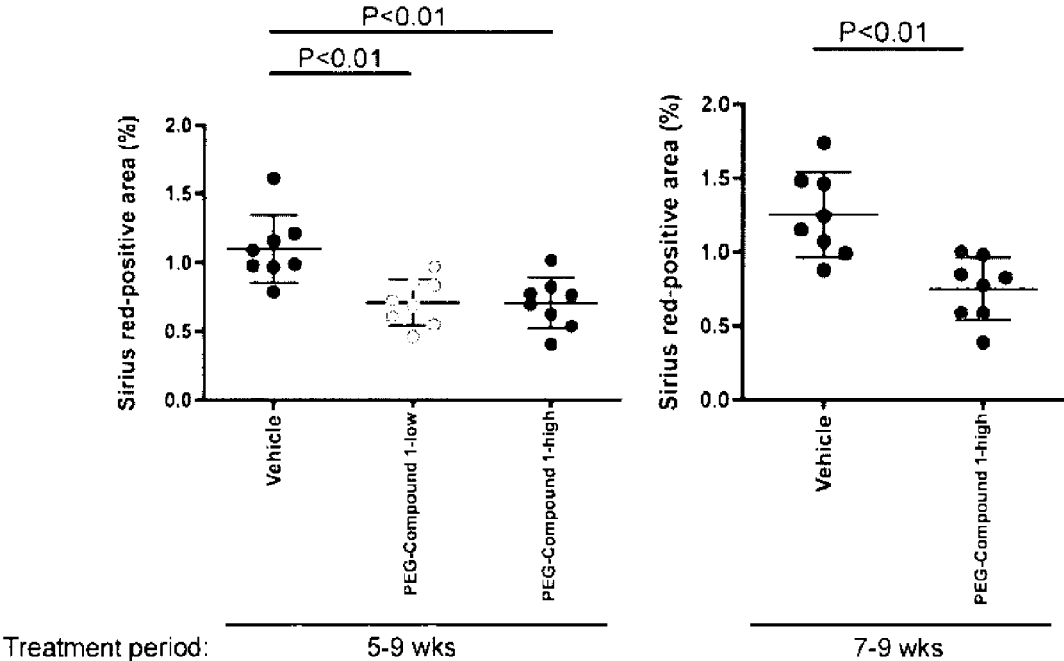 P<0.01
P<0.01
Sirius red-positive area (%)
2.0
1.5
1.0
0.5
0.0
Vehicle
PEG-Compound 1-low
PEG-Compound 1-high
P<0.01
Sirius red-positive area (%)
2.0
1.5
1.0
0.5
0.0
Vehicle
PEG-Compound 1-high
Treatment period:
5-9 wks
7-9 wks